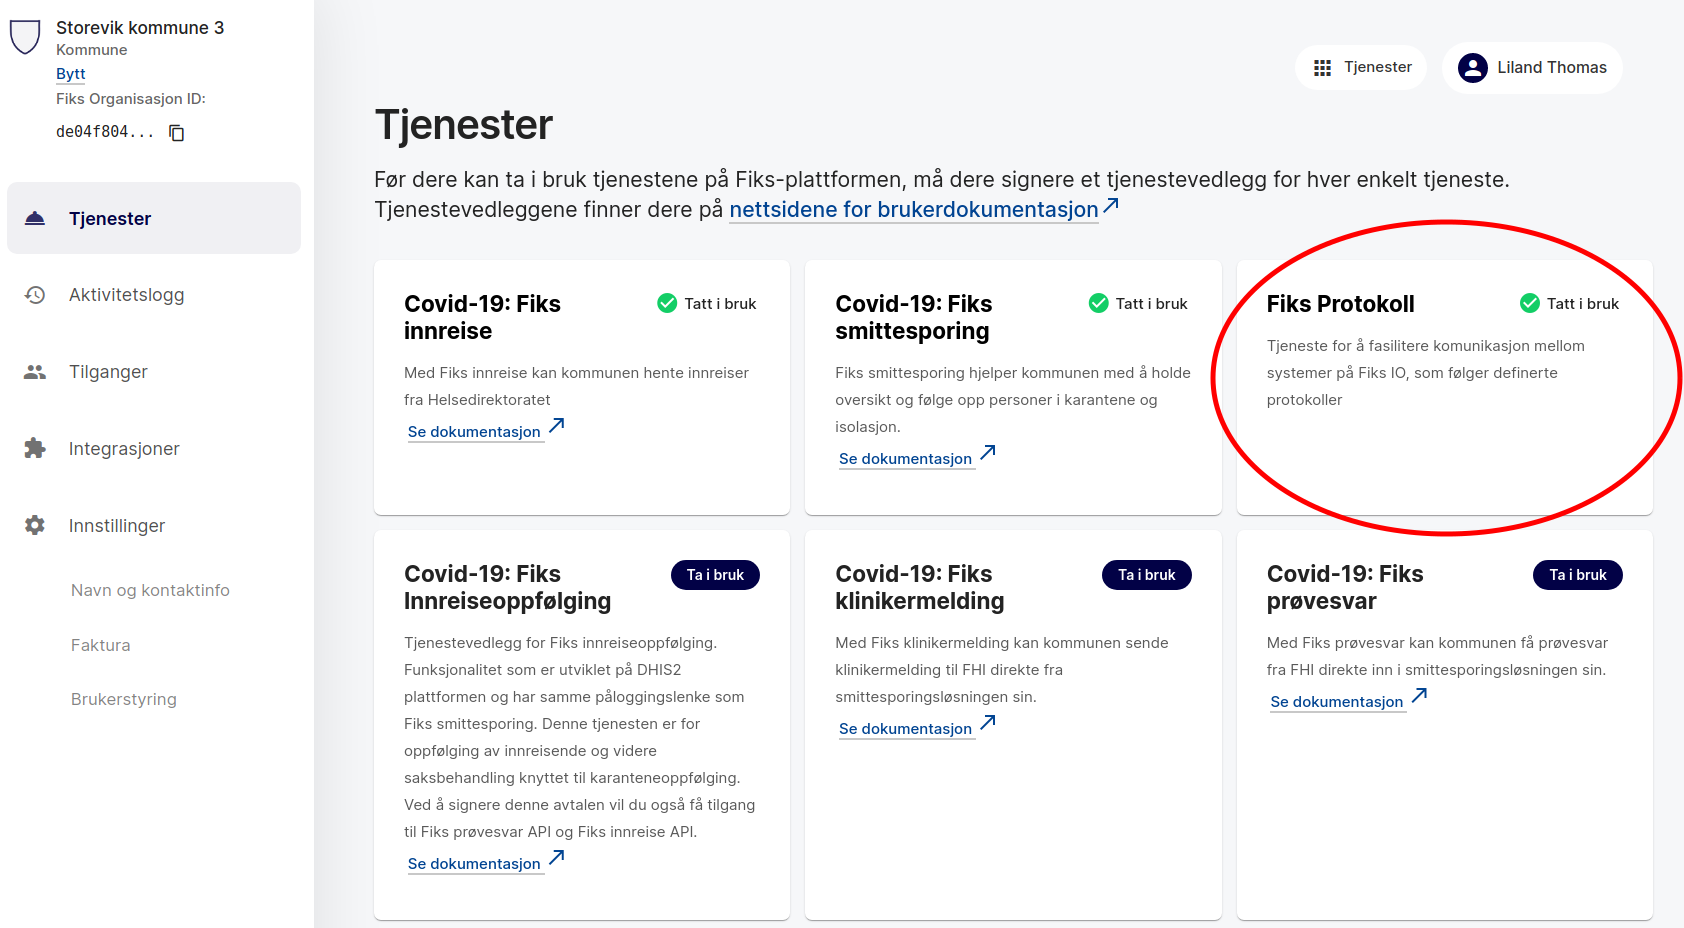 Storevik kommune 3
Kommune
Bytt
Fiks Organisasjon ID:
de04f804...
Tjenester
Aktivitetslogg
Tilganger
Integrasjoner
Innstillinger
Navn og kontaktinfo
Faktura
Brukerstyring
Tjenester
Liland Thomas
Tjenester
Før dere kan ta i bruk tjenestene på Fiks-plattformen, må dere signere et tjenestevedlegg for hver enkelt tjeneste.
Tjenestevedleggene finner dere på nettsidene for brukerdokumentasjon
Covid-19: Fiks
innreise
Tatt i bruk
Med Fiks innreise kan kommunen hente innreiser
fra Helsedirektoratet
Se dokumentasjon
Covid-19: Fiks
smittesporing
Tatt i bruk
Fiks smittesporing hjelper kommunen med å holde
oversikt og følge opp personer i karantene og
isolasjon.
Se dokumentasjon
Fiks Protokoll
Tatt i bruk
Tjeneste for å fasilitere komunikasjon mellom
systemer på Fiks IO, som følger definerte
protokoller
Covid-19: Fiks
Innreiseoppfølging
Ta i bruk
Tjenestevedlegg for Fiks innreiseoppfølging.
Funksjonalitet som er utviklet på DHIS2
plattformen og har samme påloggingslenke som
Fiks smittesporing. Denne tjenesten er for
oppfølging av innreisende og videre
saksbehandling knyttet til karanteneoppfølging.
Ved å signere denne avtalen vil du også få tilgang
til Fiks prøvesvar API og Fiks innreise API.
Se dokumentasjon
Covid-19: Fiks
klinikermelding
Ta i bruk
Med Fiks klinikermelding kan kommunen sende
klinikermelding til FHI direkte fra
smittesporingsløsningen sin.
Se dokumentasjon
Covid-19: Fiks
prøvesvar
Ta i bruk
Med Fiks prøvesvar kan kommunen få prøvesvar
fra FHI direkte inn i smittesporingsløsningen sin.
Se dokumentasjon